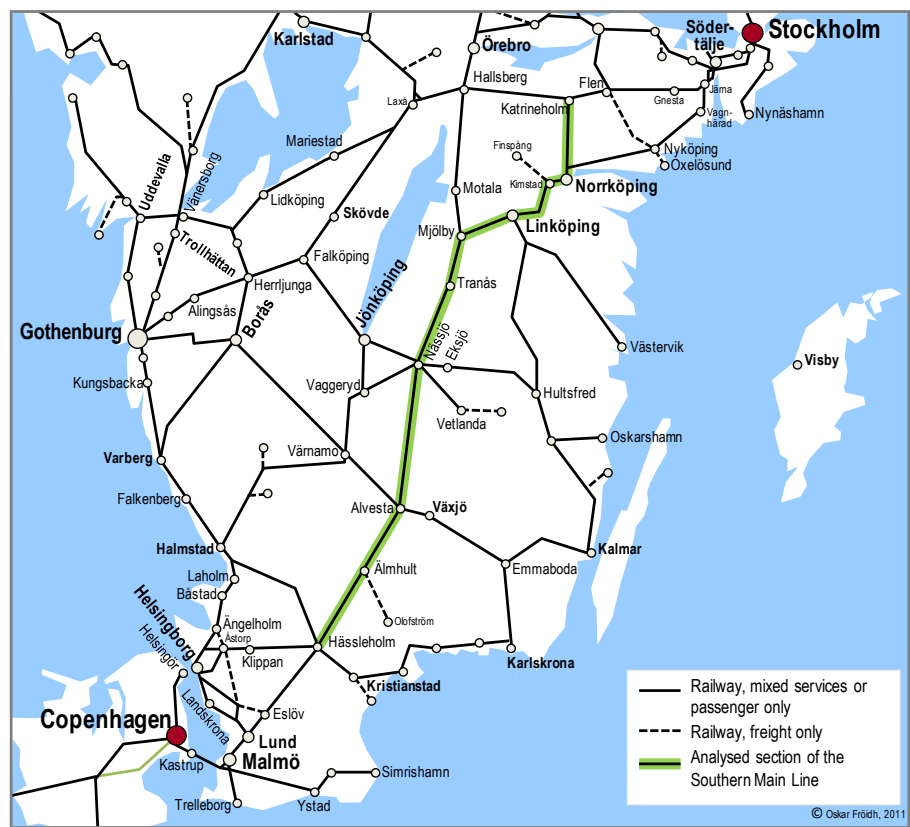 Stockholm
Söder-
tälje
Karlstad
Örebro
Hallsberg
Flen
Järna
Gnesta
Laxå
Katrineholm
Vagn-
härad
Nynäshamn
Mariestad
Finspång
Nyköping
Oxelösund
Uddevalla
Vänersborg
Lidköping
Motala
Kimstad
Norrköping
Skövde
Linköping
Trollhättan
Mjölby
Falköping
Herrljunga
Jönköping
Tranås
Alingsås
Gothenburg
Borås
Nässjö
Eksjö
Västervik
Visby
Kungsbacka
Vaggeryd
Hultsfred
Vetlanda
Oskarshamn
Varberg
Värnamo
Falkenberg
Alvesta
Växjö
Halmstad
Kalmar
Emmaboda
Laholm
Älmhult
Båstad
Helsingborg
Ängelholm
Olofström
Åstorp
Helsingör
Klippan
Hässleholm
Karlskrona
Kristianstad
Landskrona
Copenhagen
Eslöv
Lund
Kastrup
Malmö
Simrishamn
Trelleborg
Ystad
Railway, mixed services or
passenger only
Railway, freight only
Analysed section of the
Southern Main Line
© Oskar Fröidh, 2011